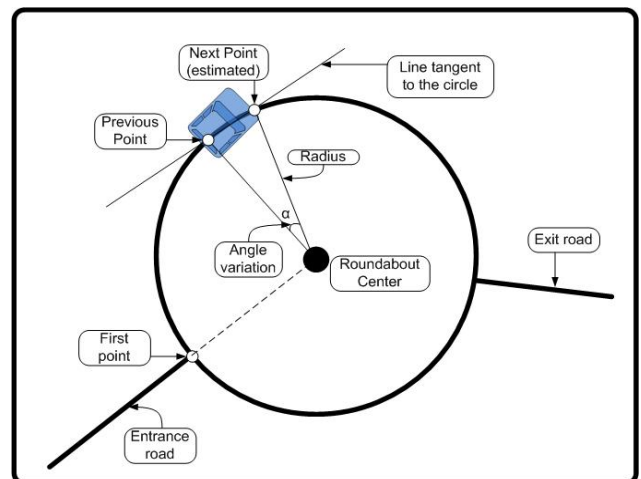 Next Point
(estimated)
Line tangent
to the circle
Previous
Point
Radius
α
Angle
variation
Roundabout
Center
Exit road
First
point
Entrance
road